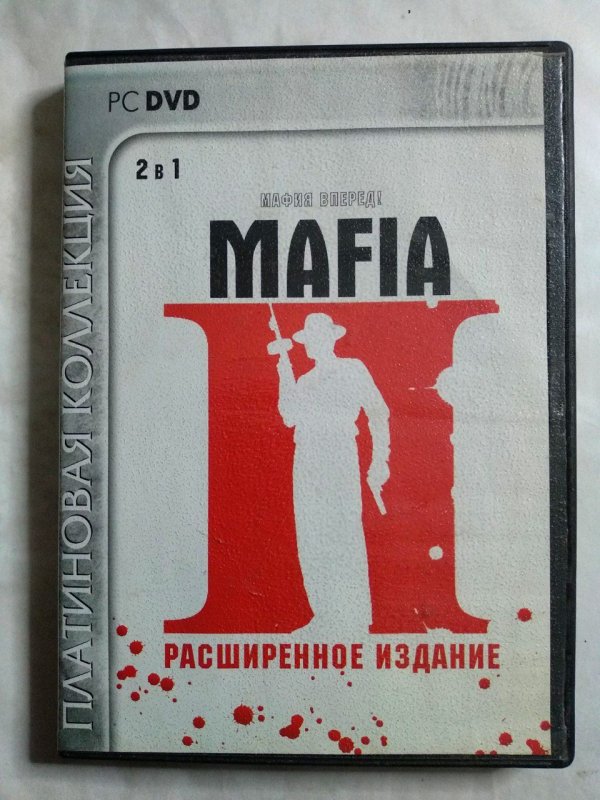 PC DVD
ПЛАТИНОВАЯ КОЛЛЕКЦИЯ
2 в 1
МАФИЯ ВПЕРЕД!
MAFIA
II
РАСШИРЕННОЕ ИЗДАНИЕ